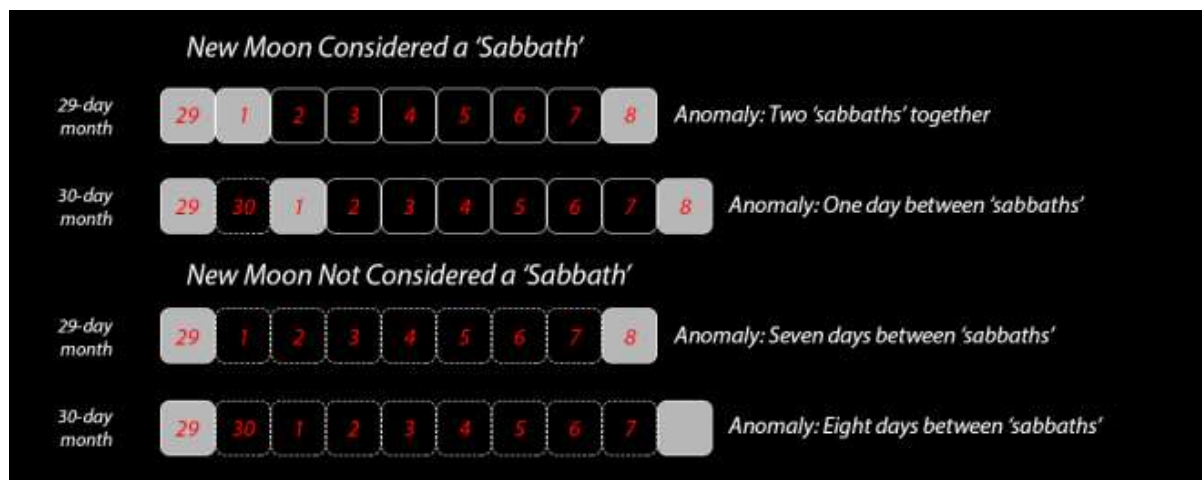 New Moon Considered a ‘Sabbath’
29-day
month
29 1 2 3 4 5 6 7 8
Anomaly: Two ‘sabbaths’ together
30-day
month
29 30 1 2 3 4 5 6 7 8
Anomaly: One day between ‘sabbaths’
New Moon Not Considered a ‘Sabbath’
29-day
month
29 1 2 3 4 5 6 7 8
Anomaly: Seven days between ‘sabbaths’
30-day
month
29 30 1 2 3 4 5 6 7
Anomaly: Eight days between ‘sabbaths’